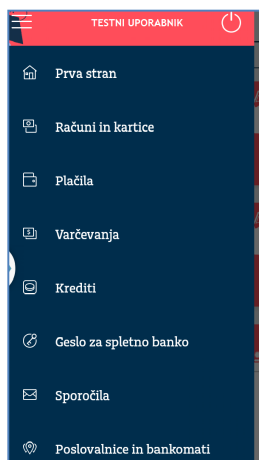 TESTNI UPORABNIK
Prva stran
Računi in kartice
Plačila
Varčevanja
Krediti
Geslo za spletno banko
Sporočila
Poslovalnice in bankomati